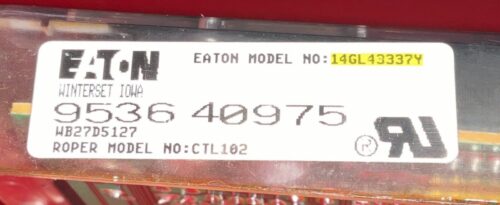 EATON
EATON MODEL NO:14GL43337Y
WINTERSET IOWA
9536 40975
WB27D5127
ROPER MODEL NO:CTL102
R